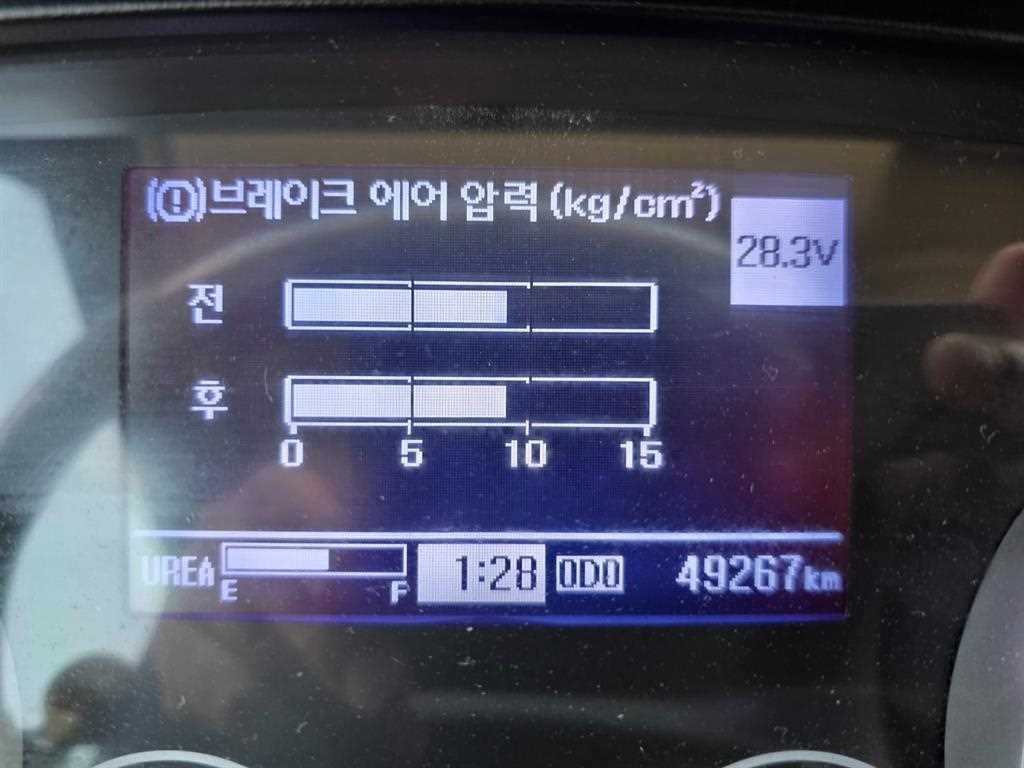 (!)브레이크 에어 압력 (kg/cm²)
28.3V
전
후
0 5 10 15
UREA E F 1:28 ODO 49267km